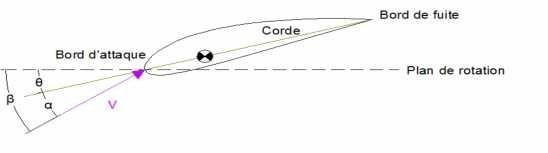 Bord de fuite
Corde
Bord d'attaque
Plan de rotation
θ
β
α
V